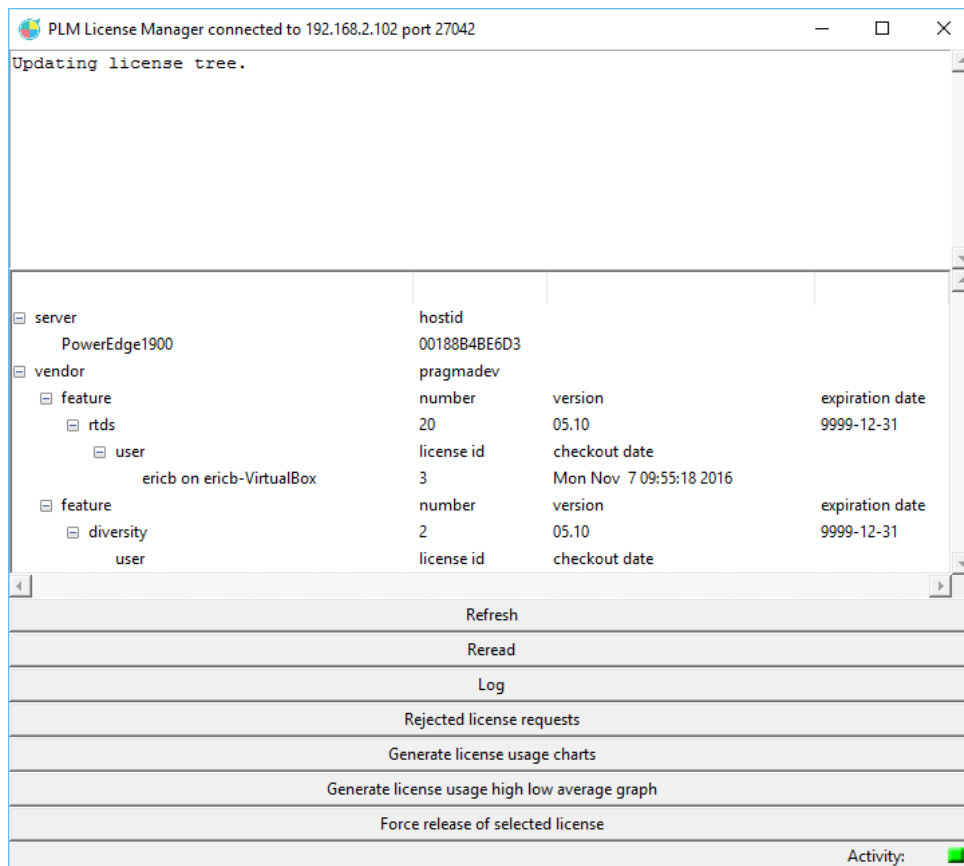 PLM License Manager connected to 192.168.2.102 port 27042
Updating license tree.
server hostid
PowerEdge1900 00188B4BE6D3
vendor pragmadev
feature number version expiration date
rtds 20 05.10 9999-12-31
user license id checkout date
ericb on ericb-VirtualBox 3 Mon Nov  7 09:55:18 2016
feature number version expiration date
diversity 2 05.10 9999-12-31
user license id checkout date
Refresh
Reread
Log
Rejected license requests
Generate license usage charts
Generate license usage high low average graph
Force release of selected license
Activity: